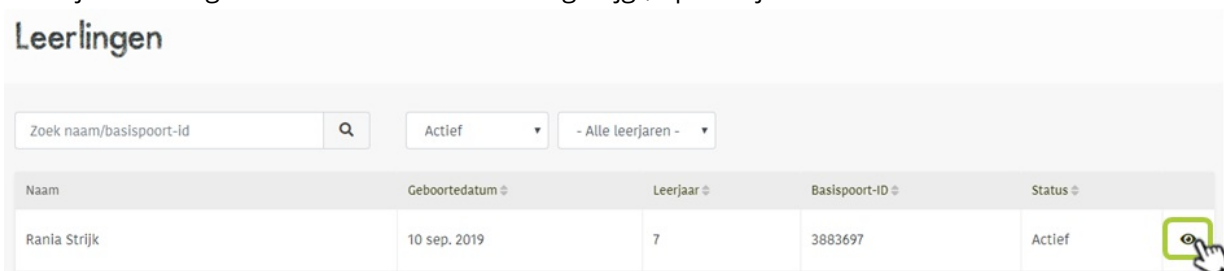 Leerlingen
Zoek naam/basispoort-id Actief - Alle leerjaren -
Naam Geboortedatum Leerjaar Basispoort-ID Status
Rania Strijk 10 sep. 2019 7 3883697 Actief